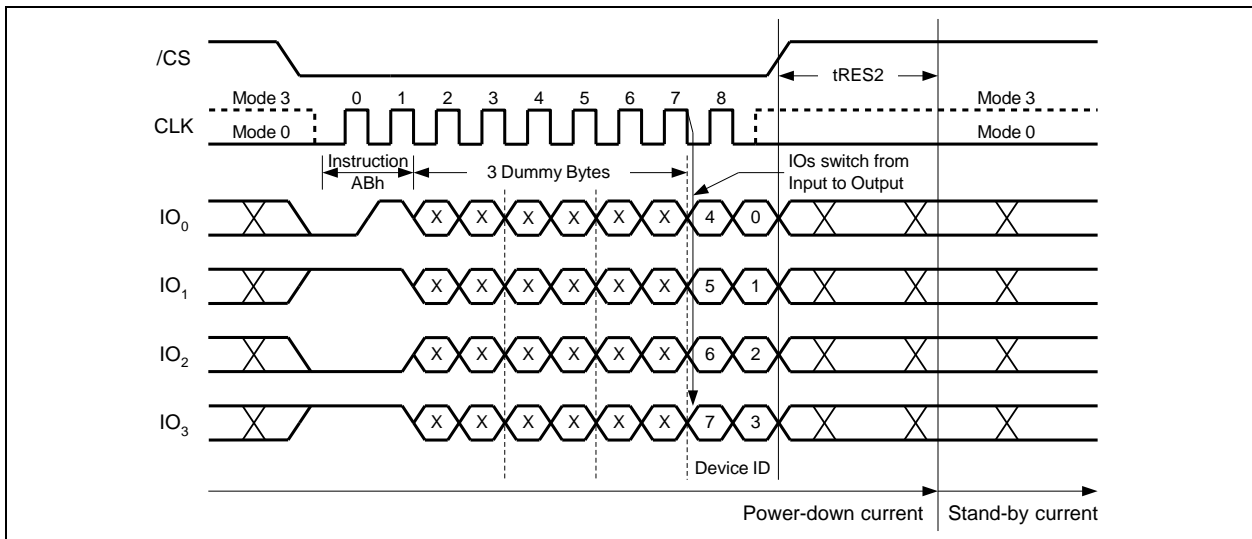 /CS
tRES2
Mode 3
0 1 2 3 4 5 6 7 8
Mode 3
CLK
Mode 0
Mode 0
Instruction
ABh
3 Dummy Bytes
IOs switch from
Input to Output
IO0 X X X X X X 4 0
IO1 X X X X X X 5 1
IO2 X X X X X X 6 2
IO3 X X X X X X 7 3
Device ID
Power-down current
Stand-by current